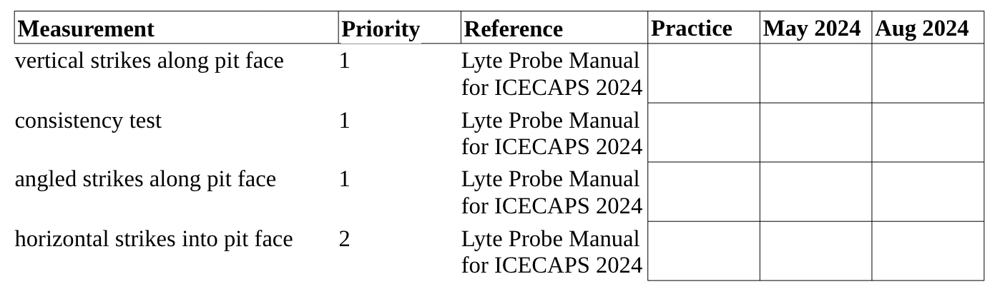 Measurement Priority Reference Practice May 2024 Aug 2024
vertical strikes along pit face 1 Lyte Probe Manual
for ICECAPS 2024
consistency test 1 Lyte Probe Manual
for ICECAPS 2024
angled strikes along pit face 1 Lyte Probe Manual
for ICECAPS 2024
horizontal strikes into pit face 2 Lyte Probe Manual
for ICECAPS 2024